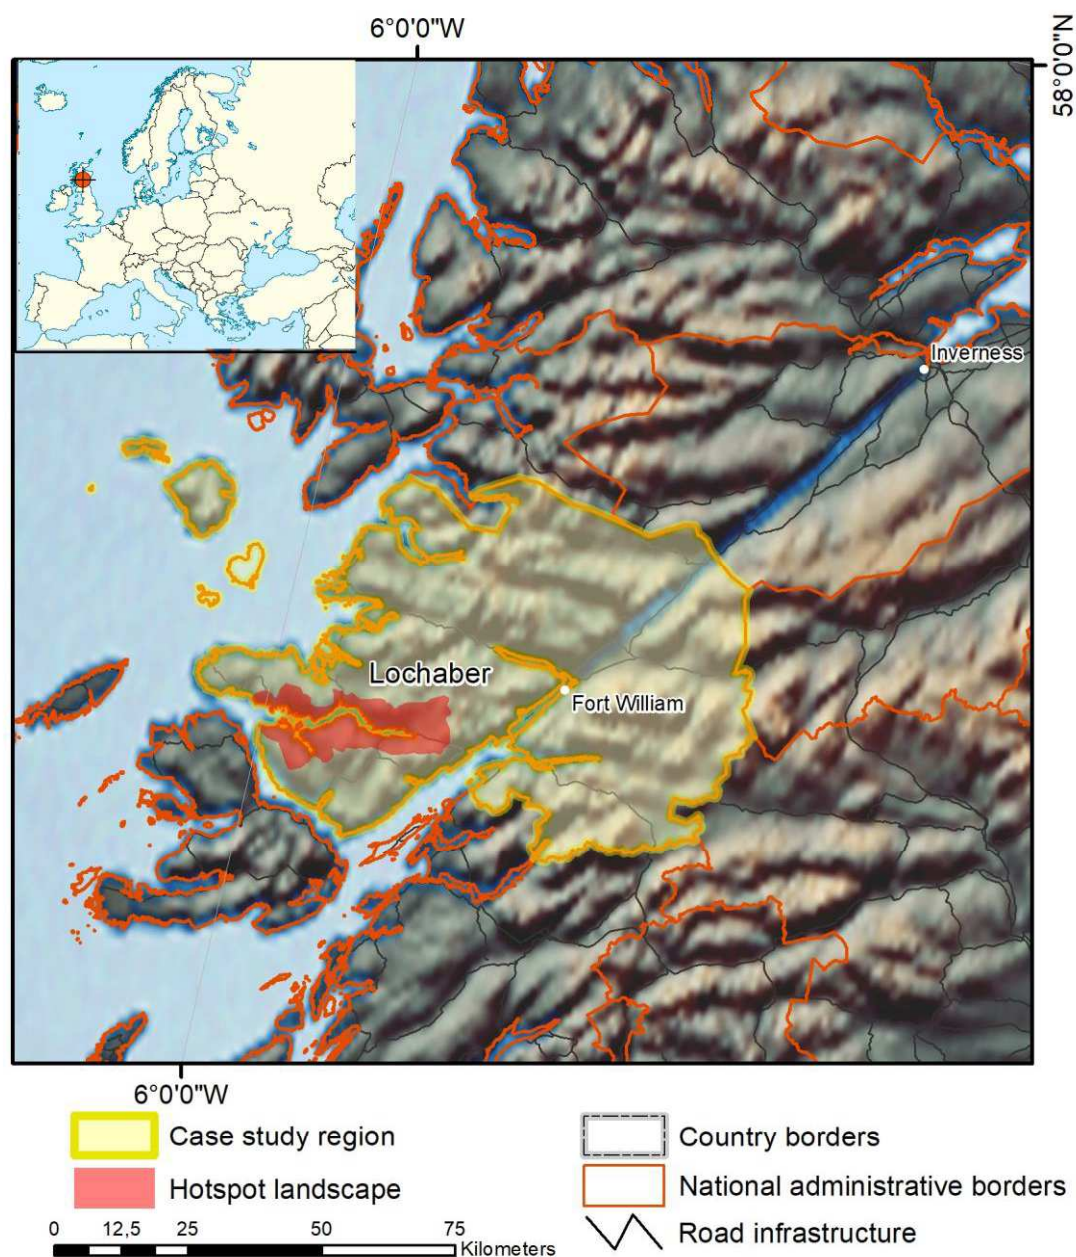 6°0'0"W
58°0'0"N
Inverness
Lochaber
Fort William
6°0'0"W
Case study region
Country borders
Hotspot landscape
National administrative borders
0 12,5 25 50 75
Kilometers
Road infrastructure